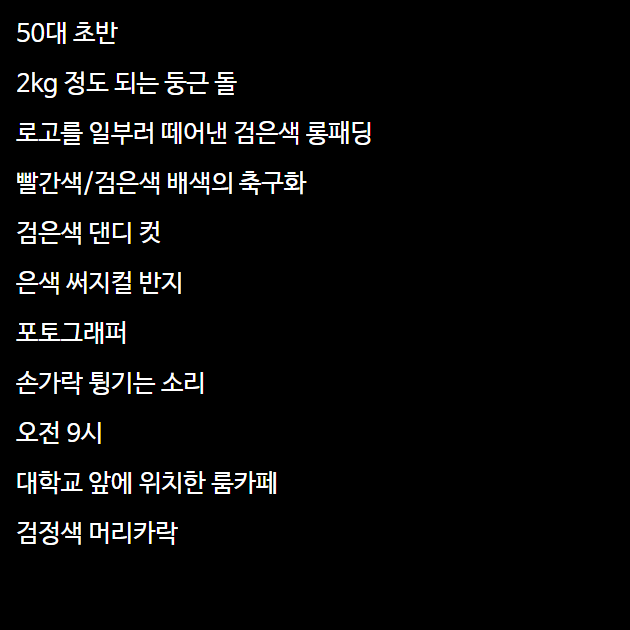 50대 초반
2kg 정도 되는 둥근 돌
로고를 일부러 떼어낸 검은색 롱패딩
빨간색/검은색 배색의 축구화
검은색 댄디 컷
은색 써지컬 반지
포토그래퍼
손가락 튕기는 소리
오전 9시
대학교 앞에 위치한 룸카페
검정색 머리카락